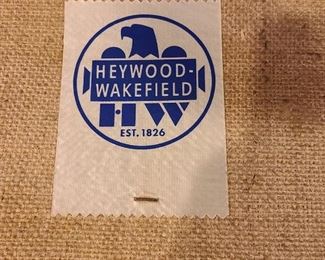 HEYWOOD-
WAKEFIELD
HW
EST. 1826